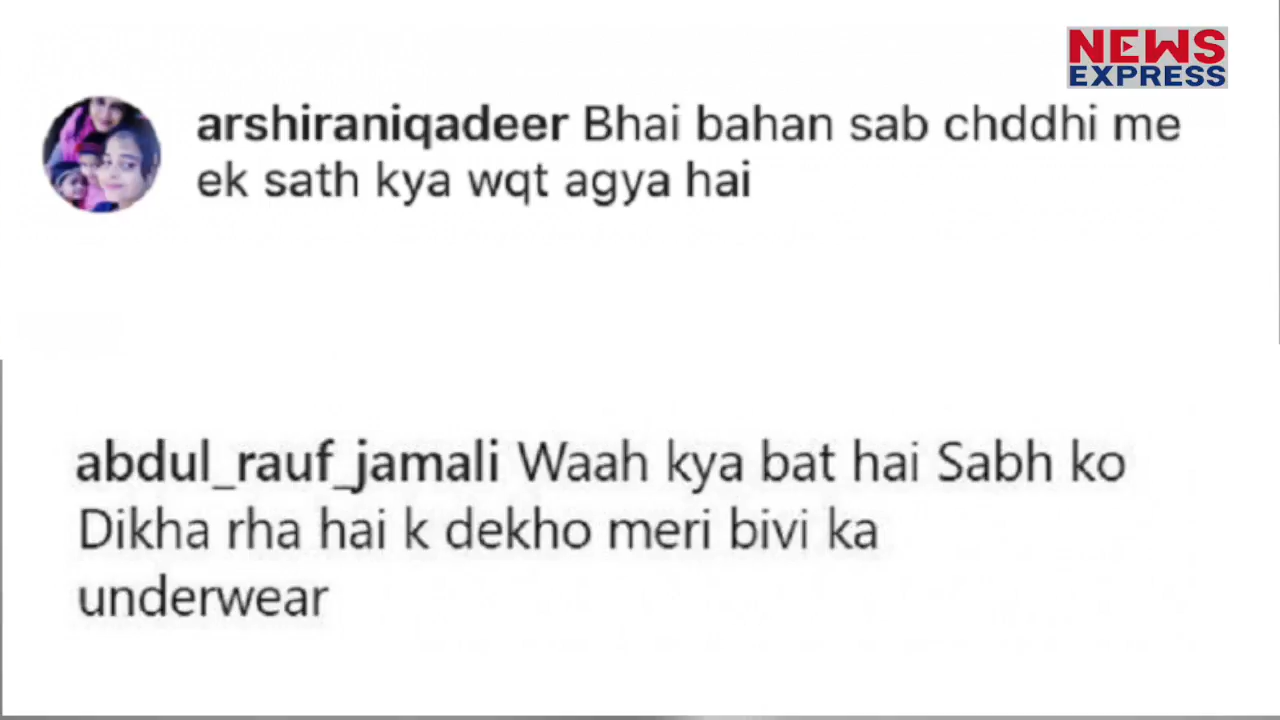 NEWS
EXPRESS
arshiraniqadeer Bhai bahan sab chddhi me
ek sath kya wqt agya hai
abdul_rauf_jamali Waah kya bat hai Sabh ko
Dikha rha hai k dekho meri bivi ka
underwear